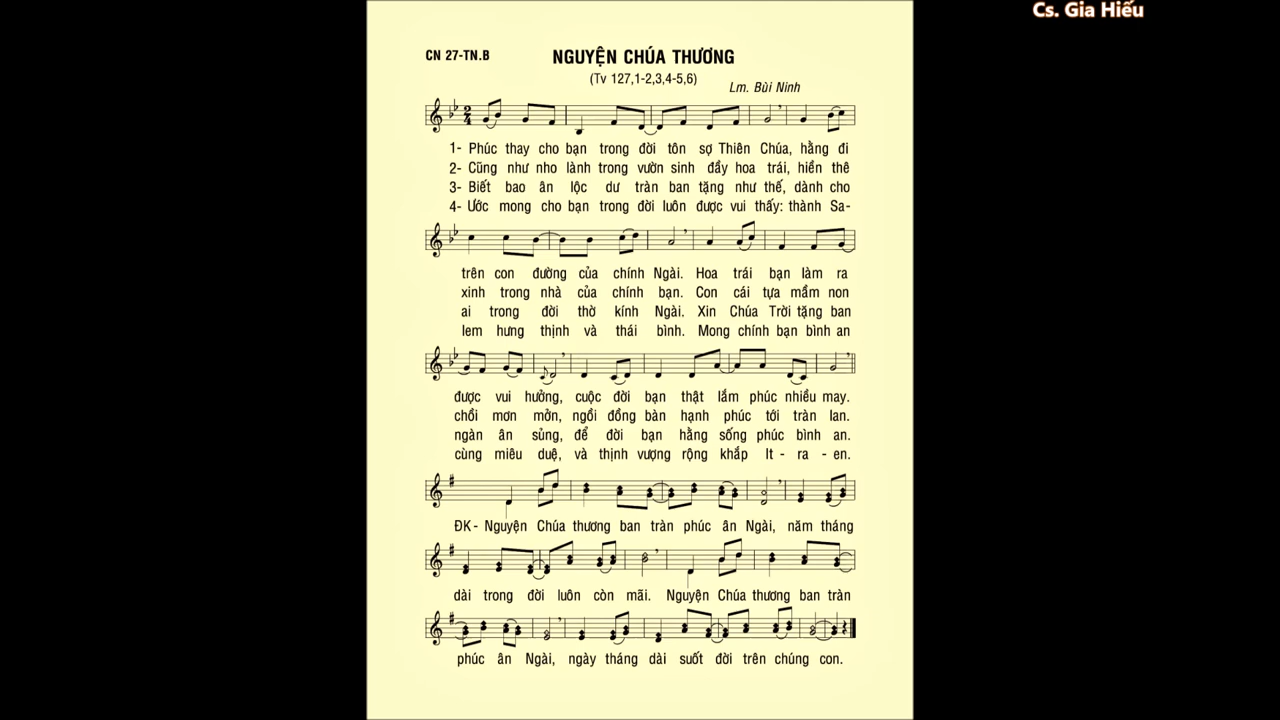 Cs. Gia Hiếu
CN 27-TN.B
NGUYỆN CHÚA THƯƠNG
(Tv 127,1-2,3,4-5,6)
Lm. Bùi Ninh
1- Phúc thay cho bạn trong đời tôn sợ Thiên Chúa, hằng đi
2- Cũng như nho lành trong vườn sinh đầy hoa trái, hiền thê
3- Biết bao ân lộc dư tràn ban tặng như thế, dành cho
4- Ước mong cho bạn trong đời luôn được vui thấy: thành Sa-
trên con đường của chính Ngài. Hoa trái bạn làm ra
xinh trong nhà của chính bạn. Con cái tựa mầm non
ai trong đời thờ kính Ngài. Xin Chúa Trời tặng ban
lem hưng thịnh và thái bình. Mong chính bạn bình an
được vui hưởng, cuộc đời bạn thật lắm phúc nhiều may.
chồi mơn mởn, ngồi đồng bàn hạnh phúc tới tràn lan.
ngàn ân sủng, để đời bạn hằng sống phúc bình an.
cùng miêu duệ, và thịnh vượng rộng khắp It - ra - en.
ĐK- Nguyện Chúa thương ban tràn phúc ân Ngài, năm tháng
dài trong đời luôn còn mãi. Nguyện Chúa thương ban tràn
phúc ân Ngài, ngày tháng dài suốt đời trên chúng con.